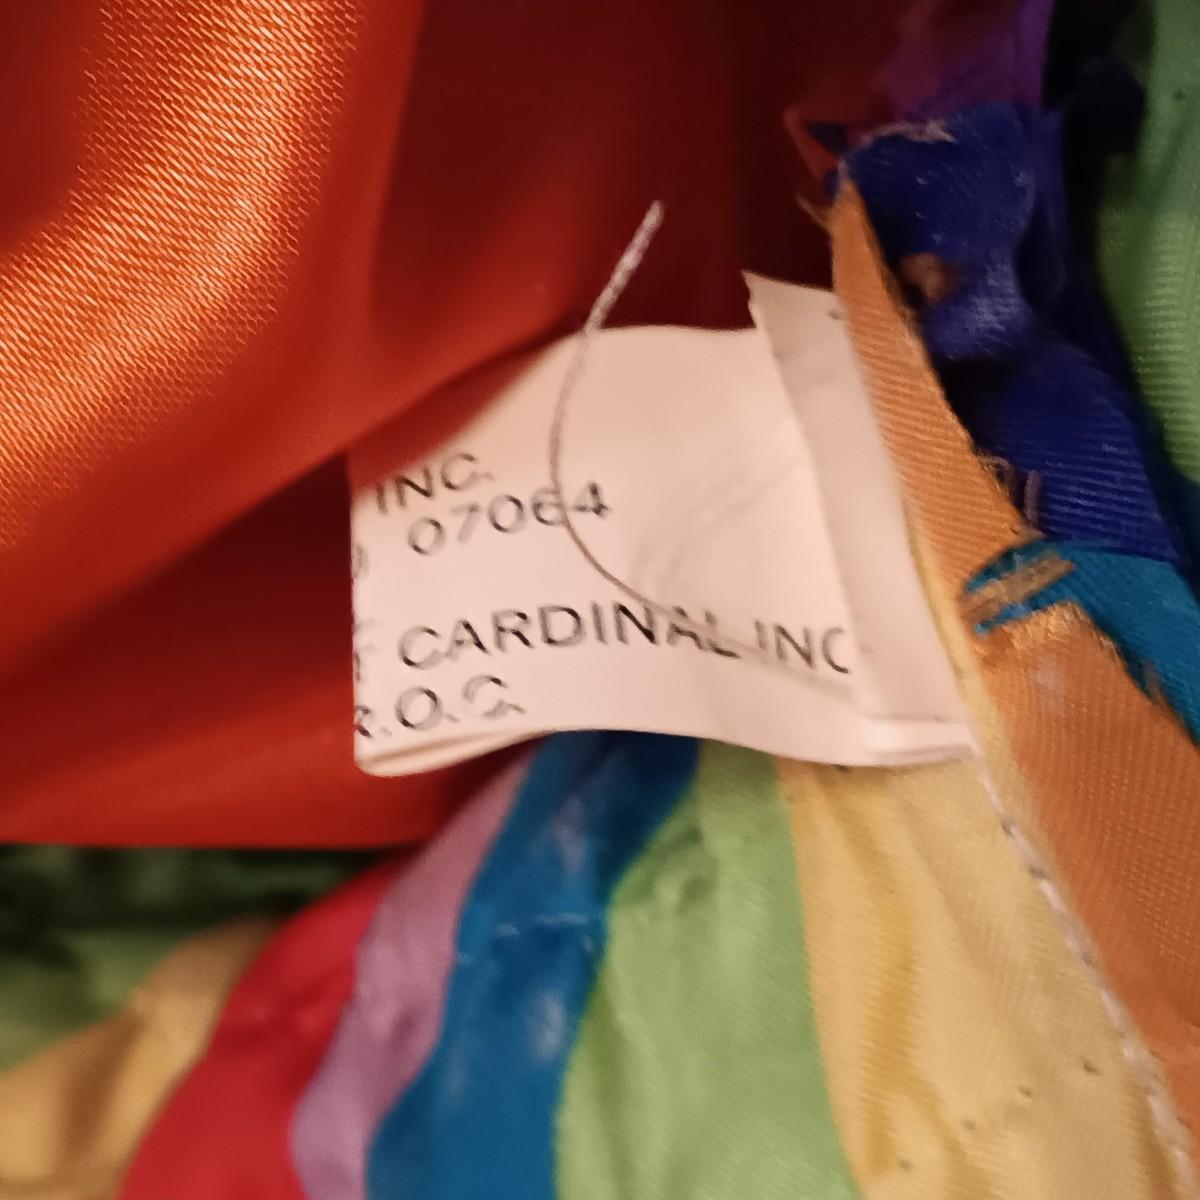 INC.
07064
CARDINAL INC
R.O.C.